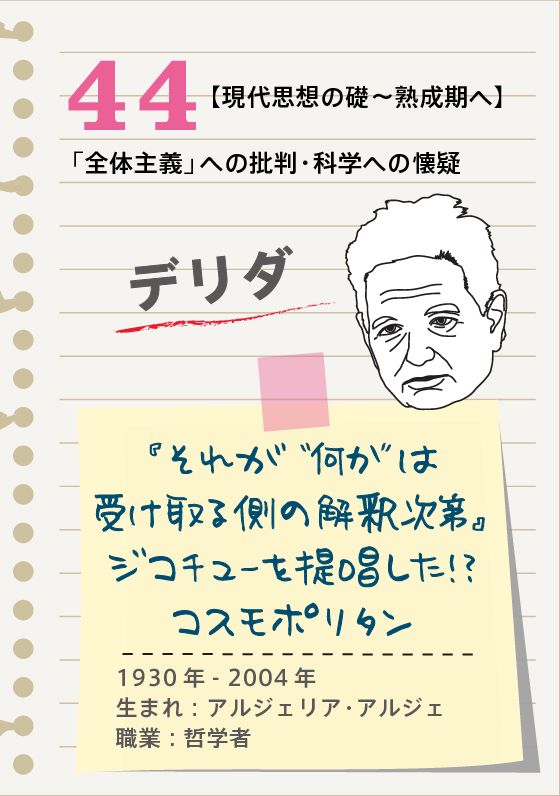 44【現代思想の礎〜熟成期へ】
「全体主義」への批判・科学への懐疑
デリダ
『それが“何か”は
受け取る側の解釈次第』
ジコチューを提唱した!?
コスモポリタン
1930年-2004年
生まれ：アルジェリア・アルジェ
職業：哲学者